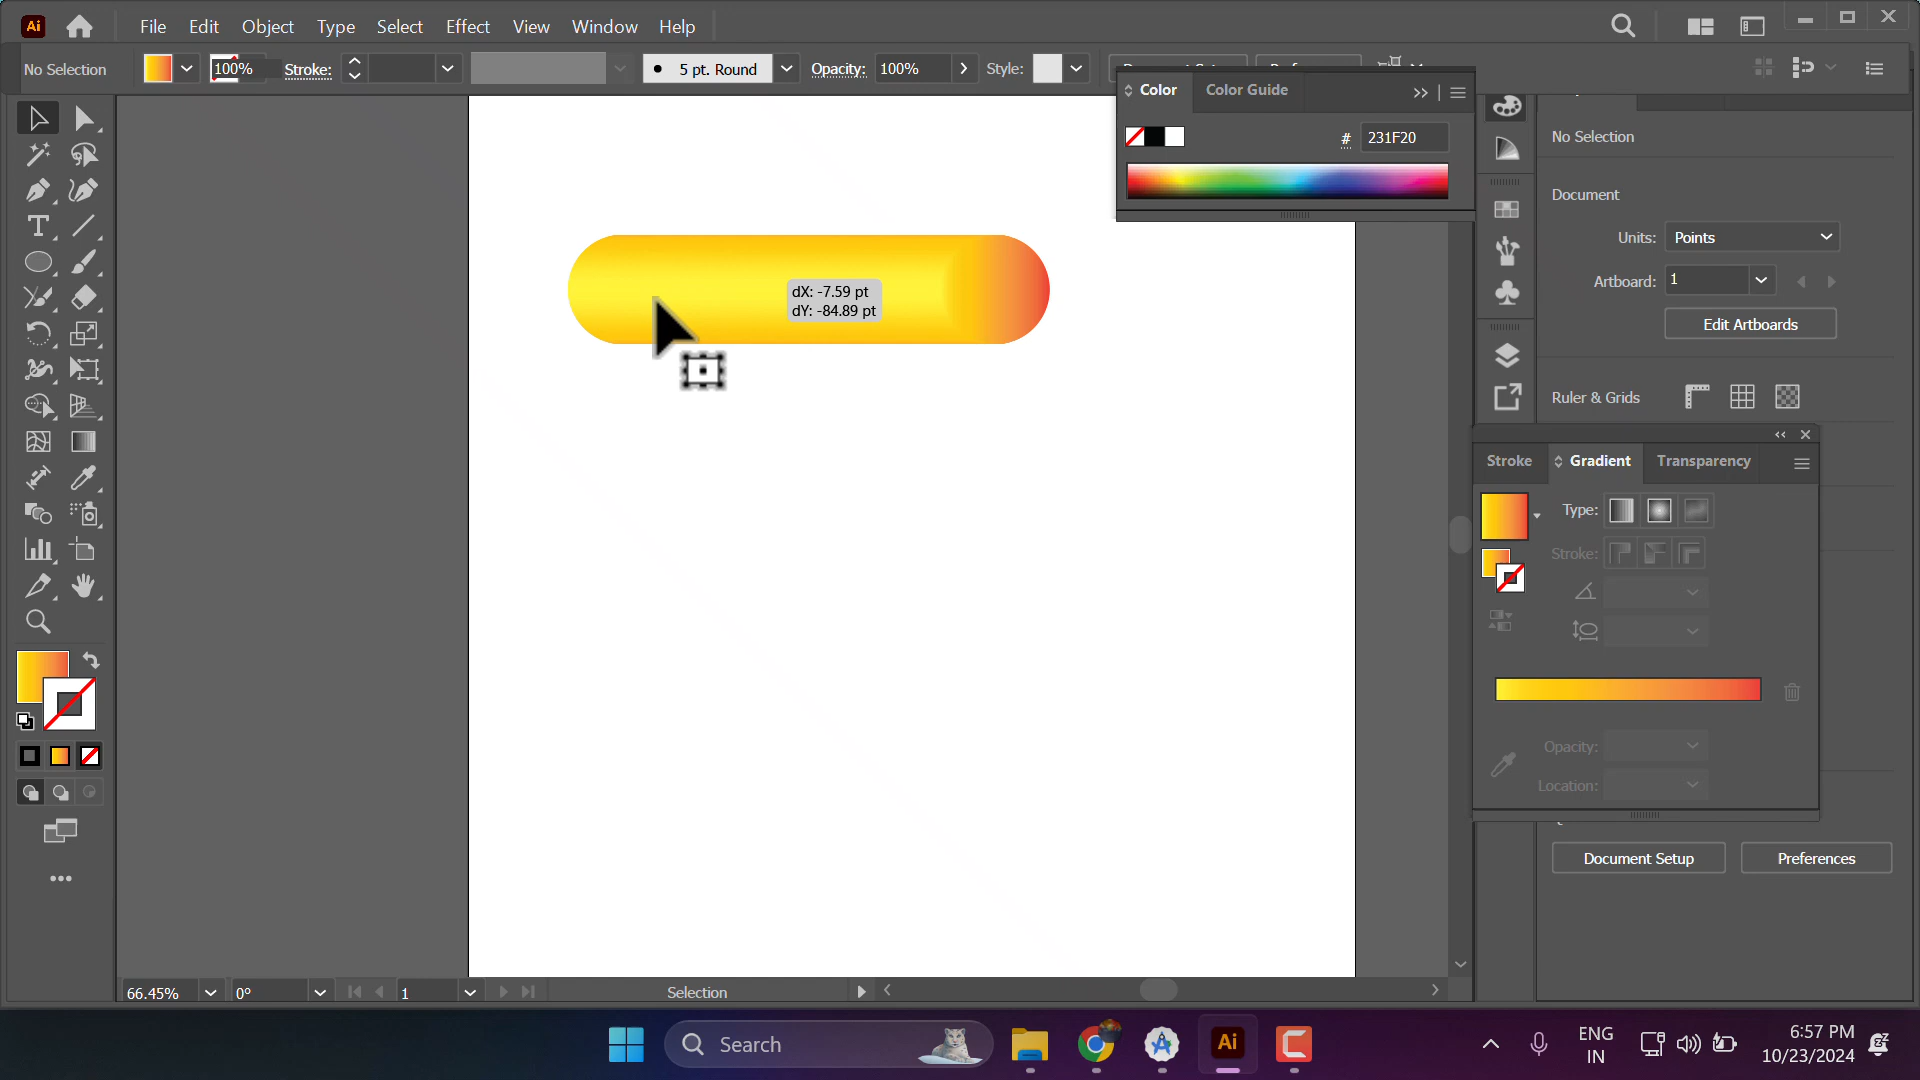 Ai File Edit Object Type Select Effect View Window Help
No Selection 100% Stroke: 5 pt. Round Opacity: 100% Style:
Color Color Guide
# 231F20
No Selection
Document
Units: Points
Artboard: 1
Edit Artboards
Ruler & Grids
dX: -7.59 pt
dY: -84.89 pt
Stroke Gradient Transparency
Type:
Stroke:
Opacity:
Location:
Document Setup Preferences
66.45% 0° 1 Selection
Search
Ai
ENG
IN
6:57 PM
10/23/2024